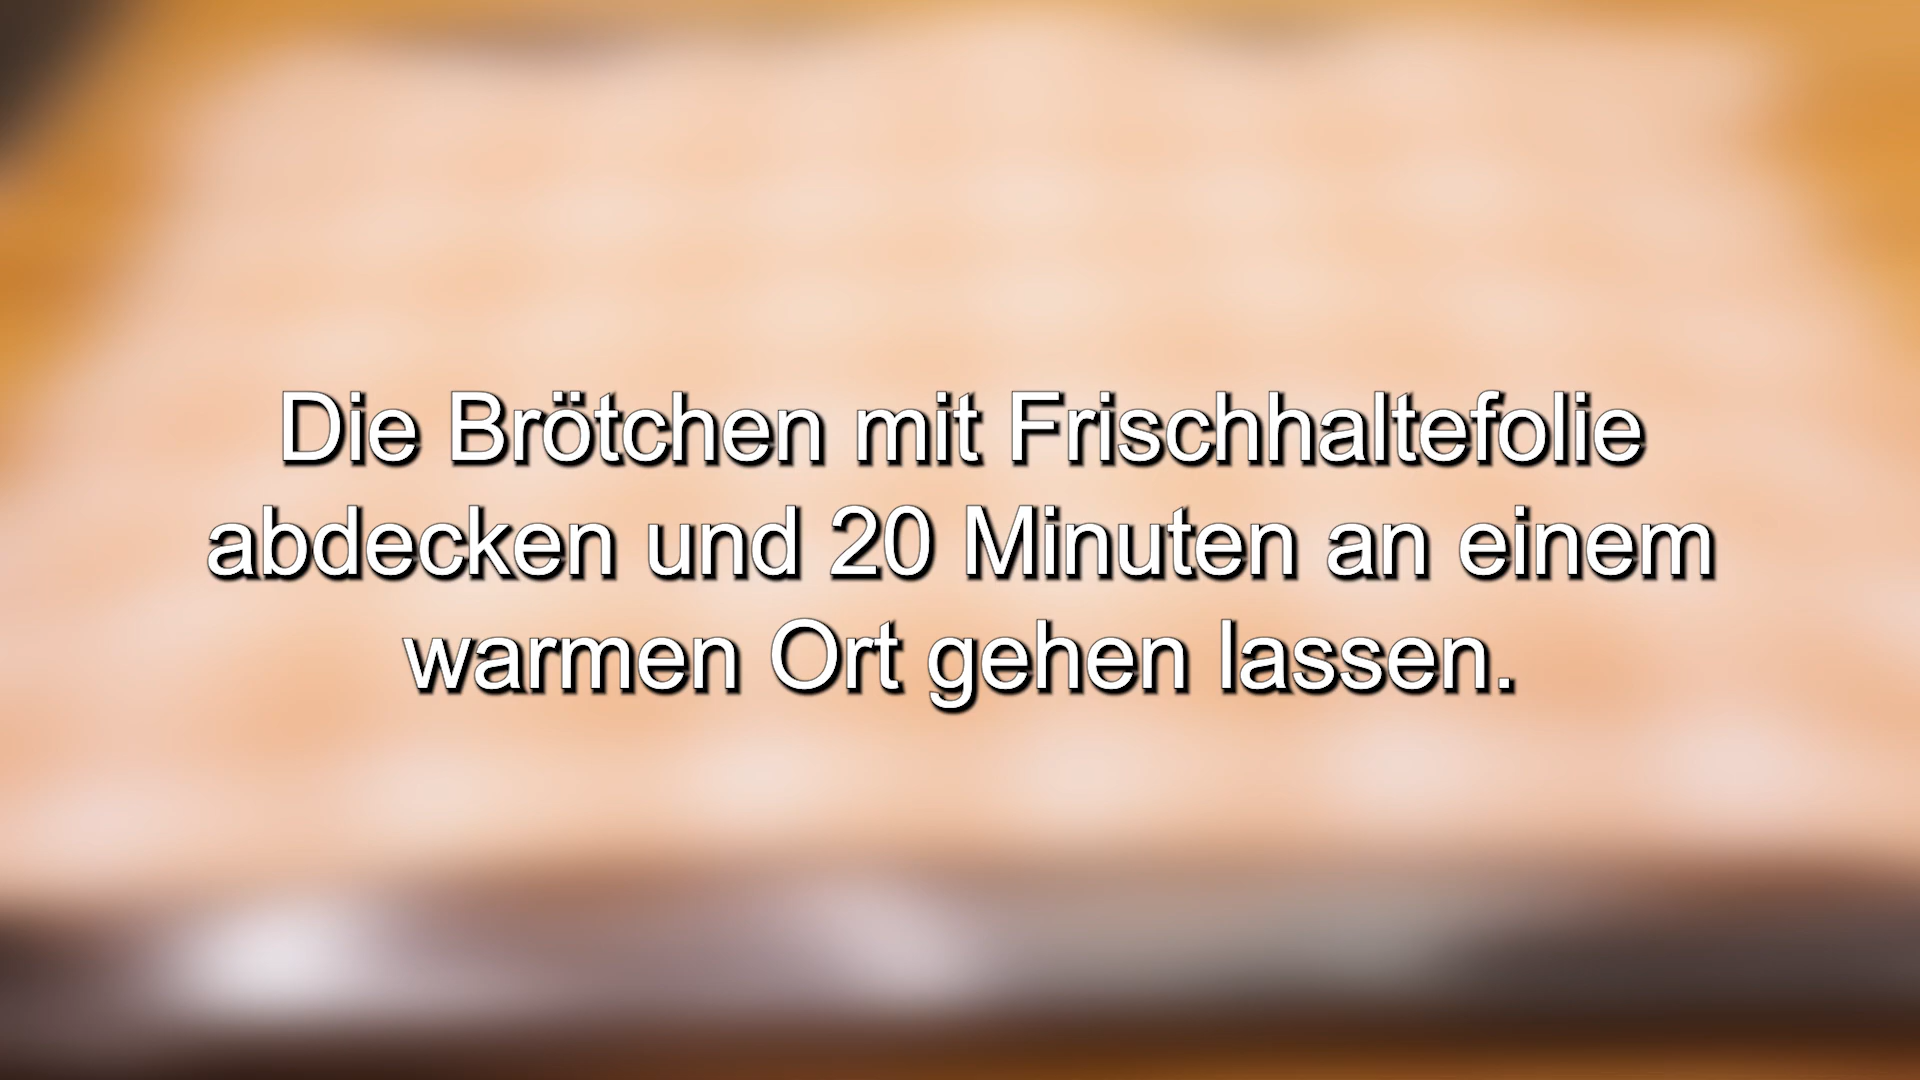 Die Brötchen mit Frischhaltefolie
abdecken und 20 Minuten an einem
warmen Ort gehen lassen.